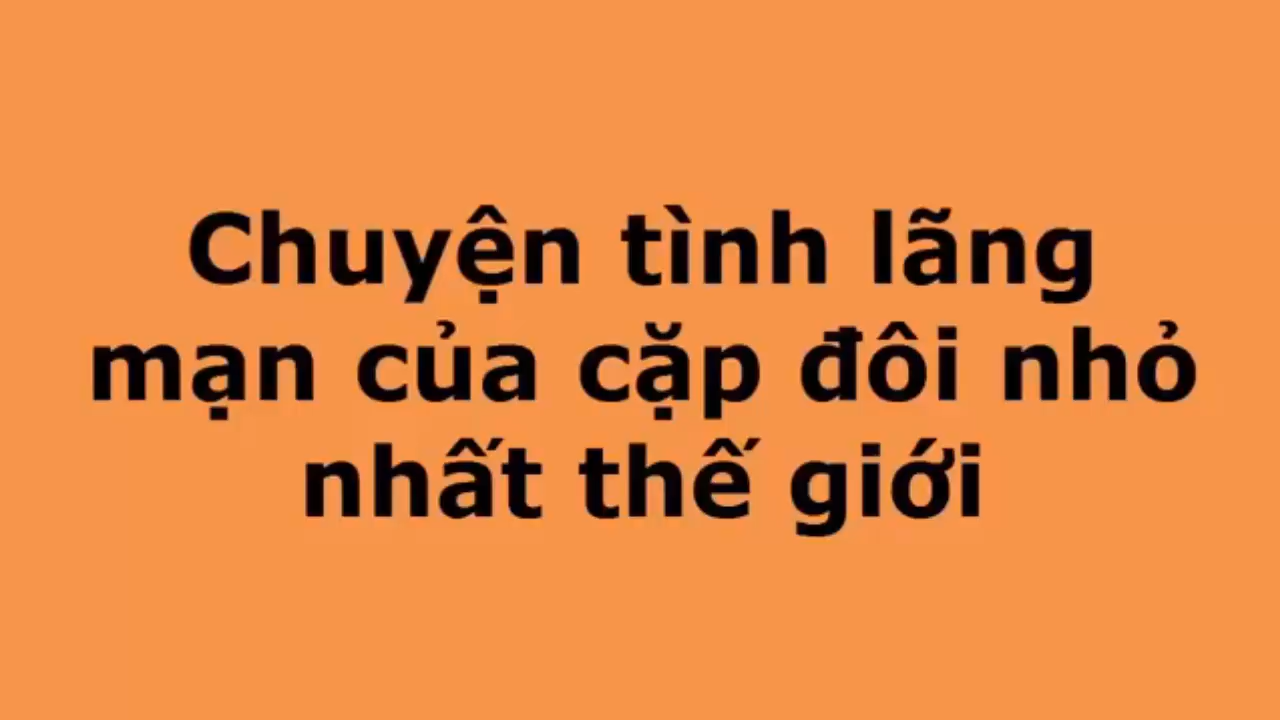 Chuyện tình lãng
mạn của cặp đôi nhỏ
nhất thế giới